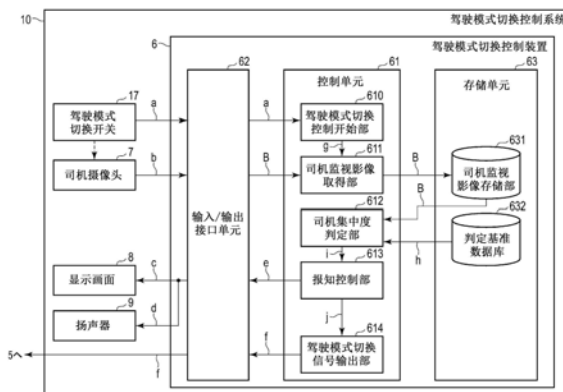 10
驾驶模式切换控制系统
6
驾驶模式切换控制装置
62
61
63
17
控制单元
存储单元
驾驶模式
切换开关
a
a
610
驾驶模式切换
控制开始部
g
7
司机摄像头
b
B
611
司机监视影像
取得部
B
631
司机监视
影像存储部
输入/输出
接口单元
612
司机集中度
判定部
B
632
判定基准
数据库
h
i
8
显示画面
c
e
613
报知控制部
9
扬声器
d
j
614
驾驶模式切换
信号输出部
f
5へ
f